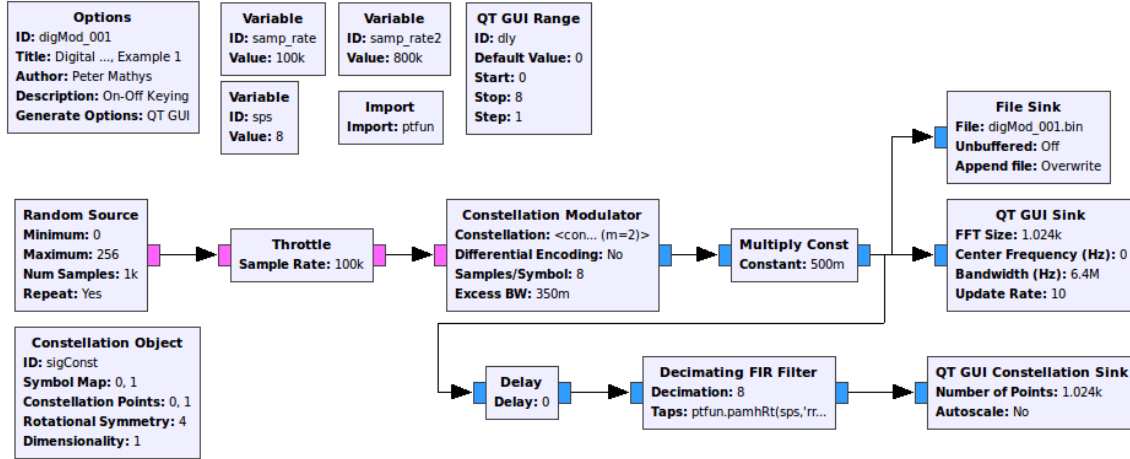 Options
ID: digMod_001
Title: Digital ..., Example 1
Author: Peter Mathys
Description: On-Off Keying
Generate Options: QT GUI
Variable
ID: samp_rate
Value: 100k
Variable
ID: samp_rate2
Value: 800k
QT GUI Range
ID: dly
Default Value: 0
Start: 0
Stop: 8
Step: 1
Variable
ID: sps
Value: 8
Import
Import: ptfun
File Sink
File: digMod_001.bin
Unbuffered: Off
Append file: Overwrite
Random Source
Minimum: 0
Maximum: 256
Num Samples: 1k
Repeat: Yes
Throttle
Sample Rate: 100k
Constellation Modulator
Constellation: <con... (m=2)>
Differential Encoding: No
Samples/Symbol: 8
Excess BW: 350m
Multiply Const
Constant: 500m
QT GUI Sink
FFT Size: 1.024k
Center Frequency (Hz): 0
Bandwidth (Hz): 6.4M
Update Rate: 10
Constellation Object
ID: sigConst
Symbol Map: 0, 1
Constellation Points: 0, 1
Rotational Symmetry: 4
Dimensionality: 1
Delay
Delay: 0
Decimating FIR Filter
Decimation: 8
Taps: ptfun.pamhRt(sps,'rr...
QT GUI Constellation Sink
Number of Points: 1.024k
Autoscale: No